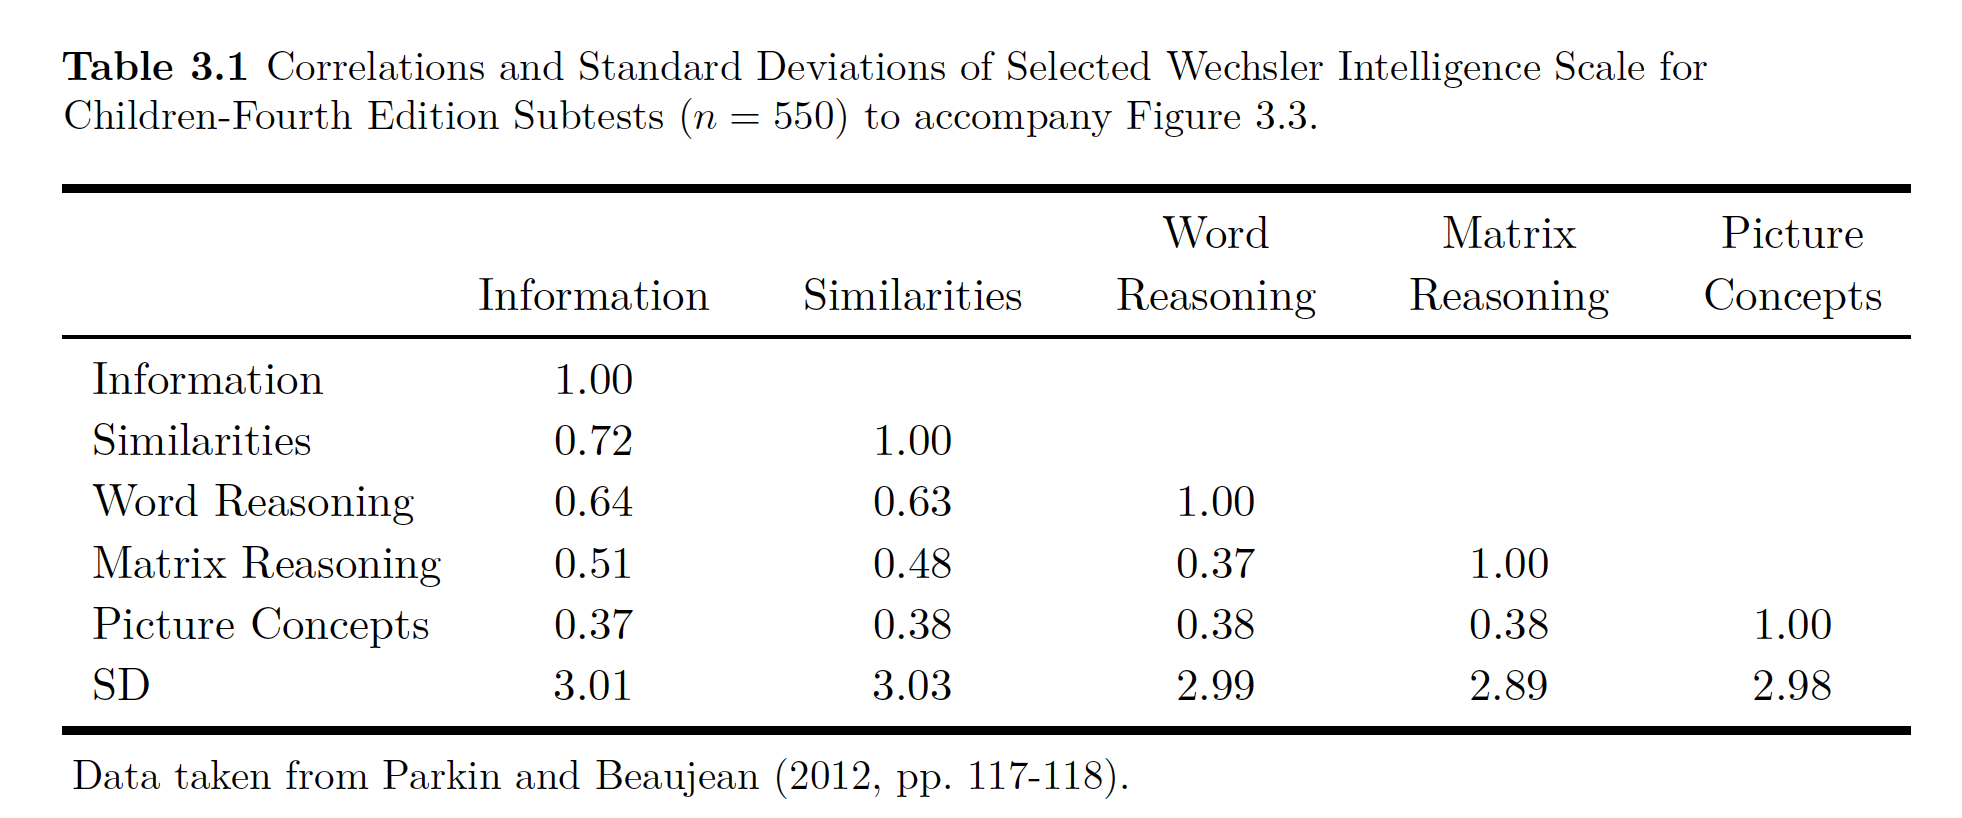 Table 3.1 Correlations and Standard Deviations of Selected Wechsler Intelligence Scale for
Children-Fourth Edition Subtests (n = 550) to accompany Figure 3.3.
Word Matrix Picture
Information Similarities Reasoning Reasoning Concepts
Information 1.00
Similarities 0.72 1.00
Word Reasoning 0.64 0.63 1.00
Matrix Reasoning 0.51 0.48 0.37 1.00
Picture Concepts 0.37 0.38 0.38 0.38 1.00
SD 3.01 3.03 2.99 2.89 2.98
Data taken from Parkin and Beaujean (2012, pp. 117-118).